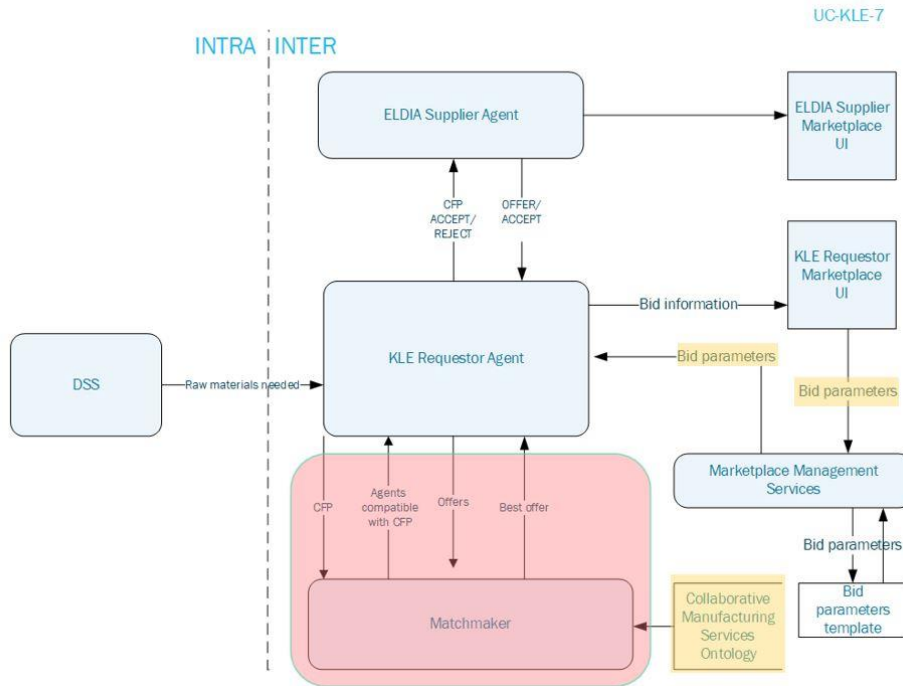 UC-KLE-7
INTRA
INTER
ELDIA Supplier Agent
ELDIA Supplier
Marketplace
UI
CFP
ACCEPT/
REJECT
OFFER/
ACCEPT
KLE Requestor
Marketplace
UI
Bid information
KLE Requestor Agent
Bid parameters
DSS
Raw materials needed
Bid parameters
Marketplace Management
Services
CFP
Agents
compatible
with CFP
Offers
Best offer
Bid parameters
Bid
parameters
template
Collaborative
Manufacturing
Services
Ontology
Matchmaker